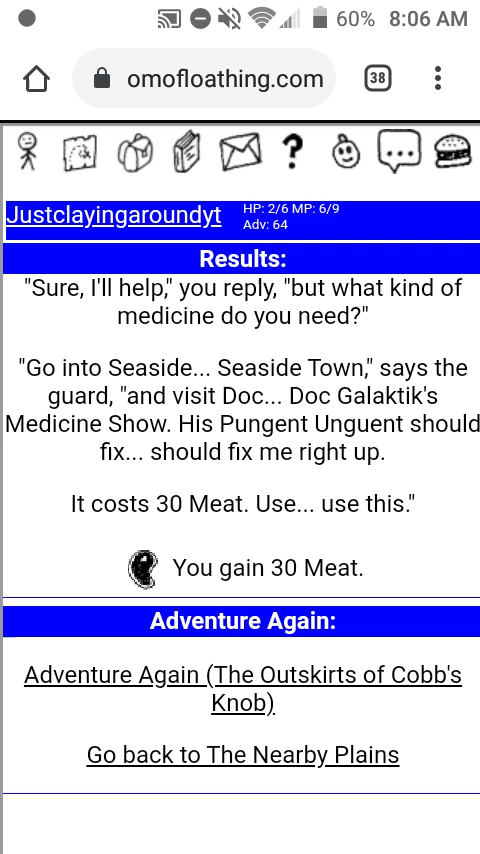 60% 8:06 AM
omofloathing.com 38
Justclayingaroundyt
HP: 2/6 MP: 6/9
Adv: 64
Results:
"Sure, I'll help," you reply, "but what kind of
medicine do you need?"
"Go into Seaside... Seaside Town," says the
guard, "and visit Doc... Doc Galaktik's
Medicine Show. His Pungent Unguent should
fix... should fix me right up.
It costs 30 Meat. Use... use this."
You gain 30 Meat.
Adventure Again:
Adventure Again (The Outskirts of Cobb's
Knob)
Go back to The Nearby Plains